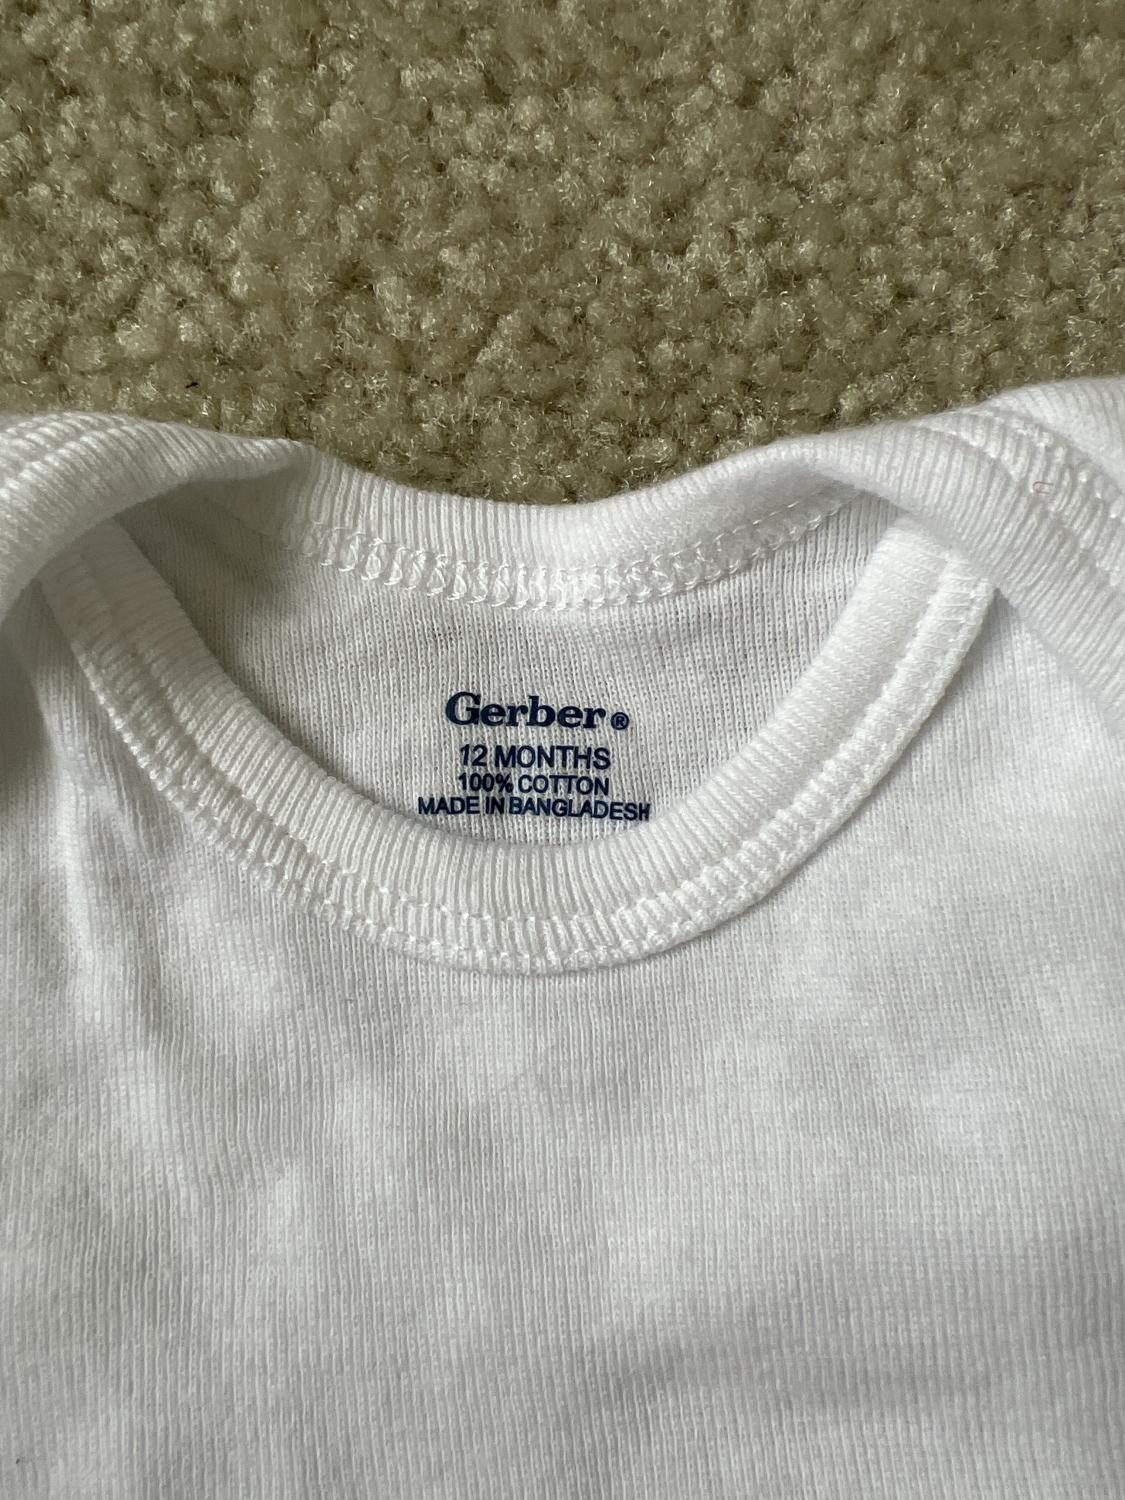 Gerber®
12 MONTHS
100% COTTON
MADE IN BANGLADESH